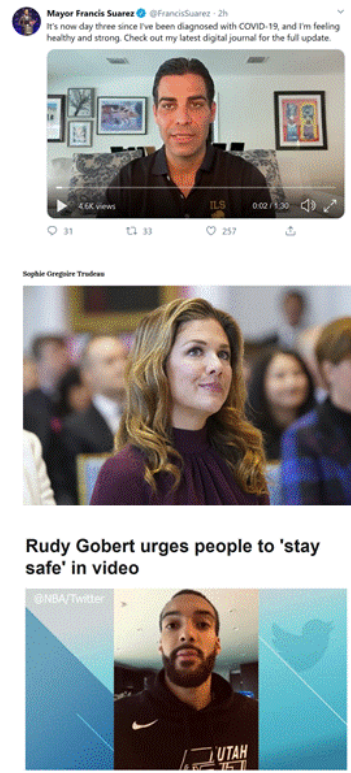 Mayor Francis Suarez @FrancisSuarez · 2h
It's now day three since I've been diagnosed with COVID-19, and I'm feeling
healthy and strong. Check out my latest digital journal for the full update.
ILS
4.6K views
0:02 / 1:30
31 33 257
Sophie Gregoire Trudeau
Rudy Gobert urges people to 'stay
safe' in video
@NBA/Twitter
UTAH